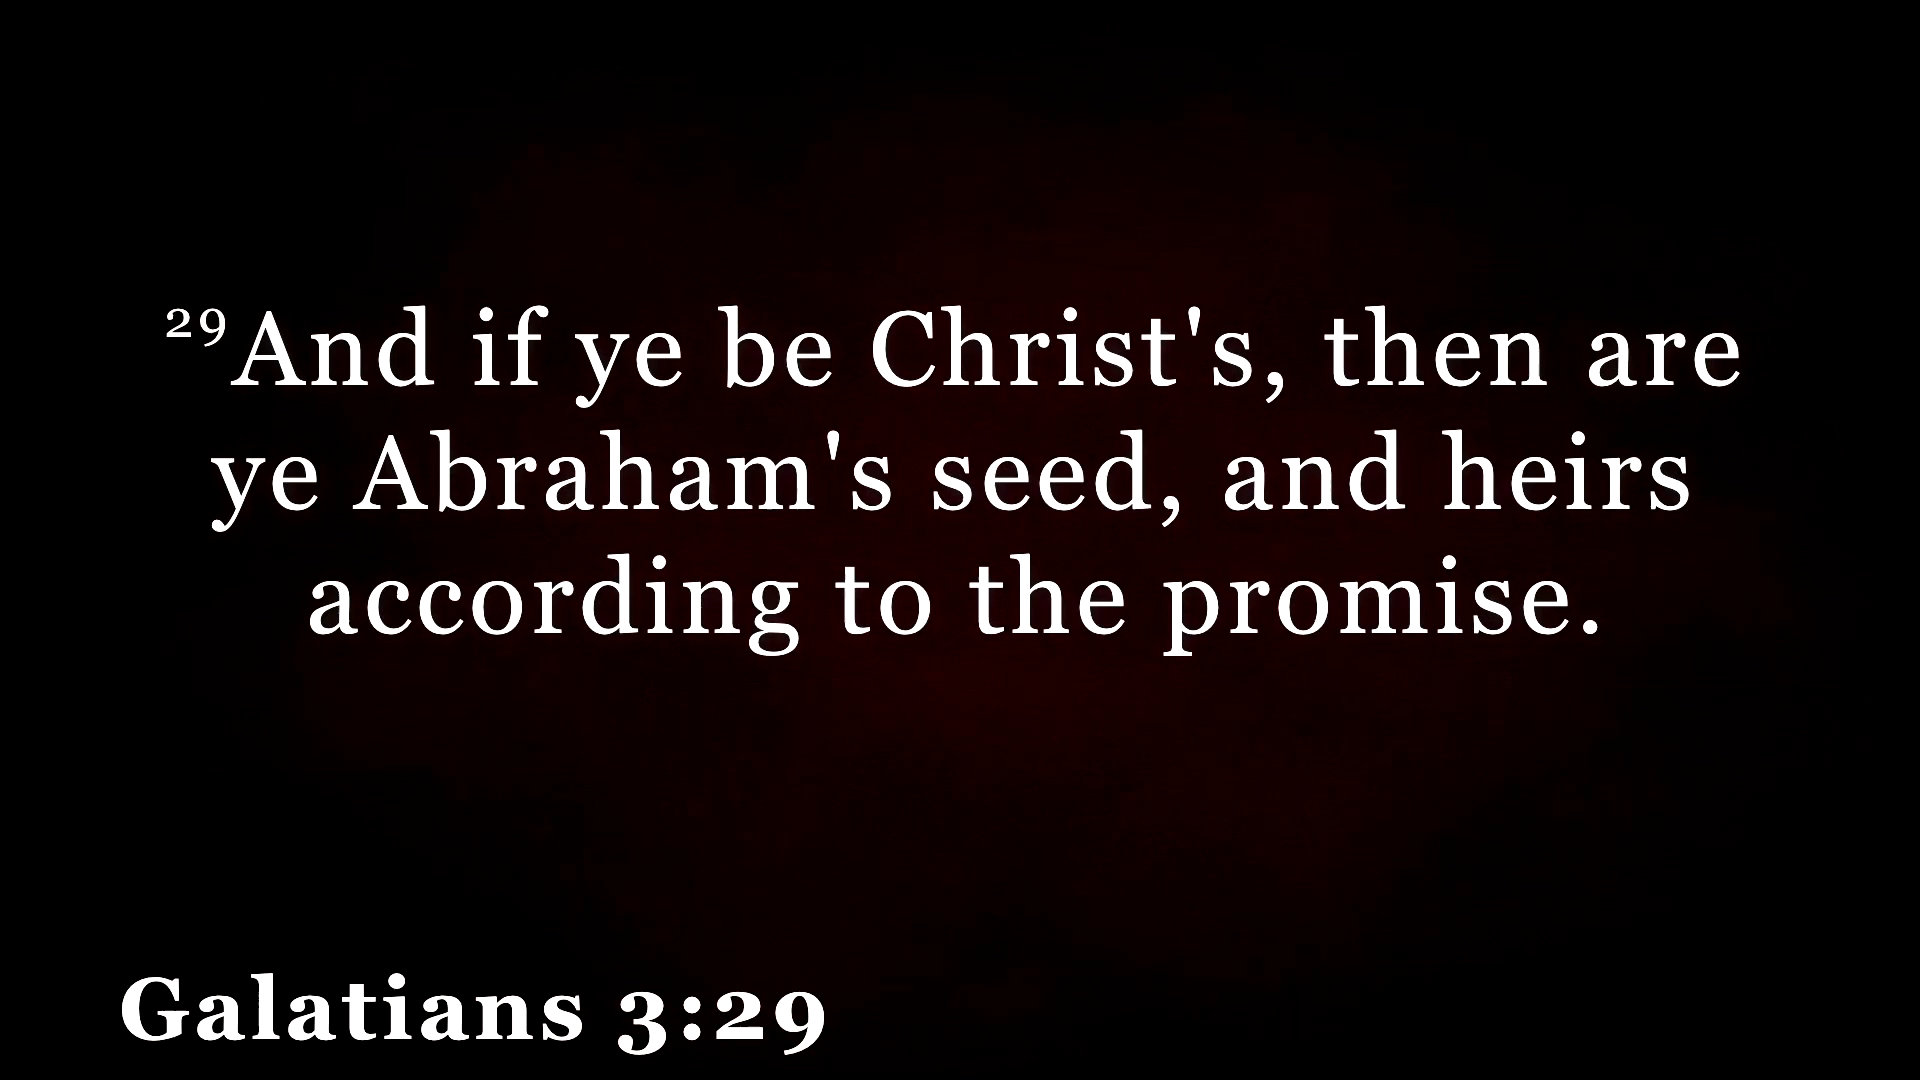 ²⁹And if ye be Christ's, then are
ye Abraham's seed, and heirs
according to the promise.
Galatians 3:29